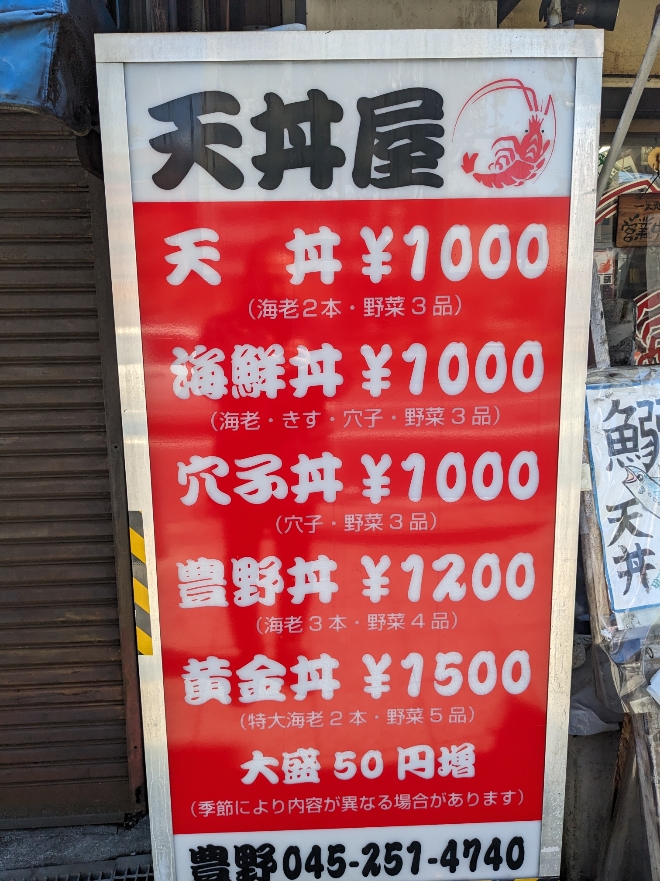 天丼屋
天 丼 ¥1000
(海老2本・野菜3品)
海鮮丼 ¥1000
(海老・きす・穴子・野菜3品)
穴子丼 ¥1000
(穴子・野菜3品)
豊野丼 ¥1200
(海老3本・野菜4品)
黄金丼 ¥1500
(特大海老2本・野菜5品)
大盛50円増
(季節により内容が異なる場合があります)
豊野 045-251-4740
鰯天丼